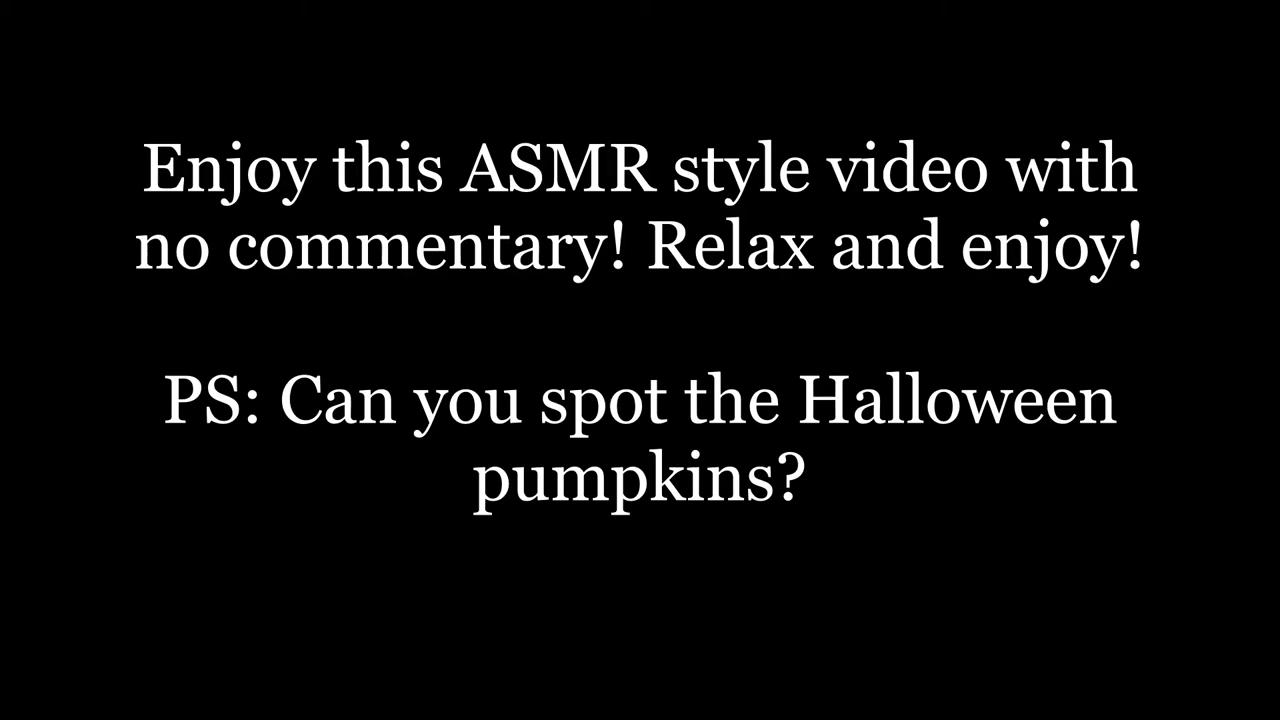 Enjoy this ASMR style video with
no commentary! Relax and enjoy!
PS: Can you spot the Halloween
pumpkins?